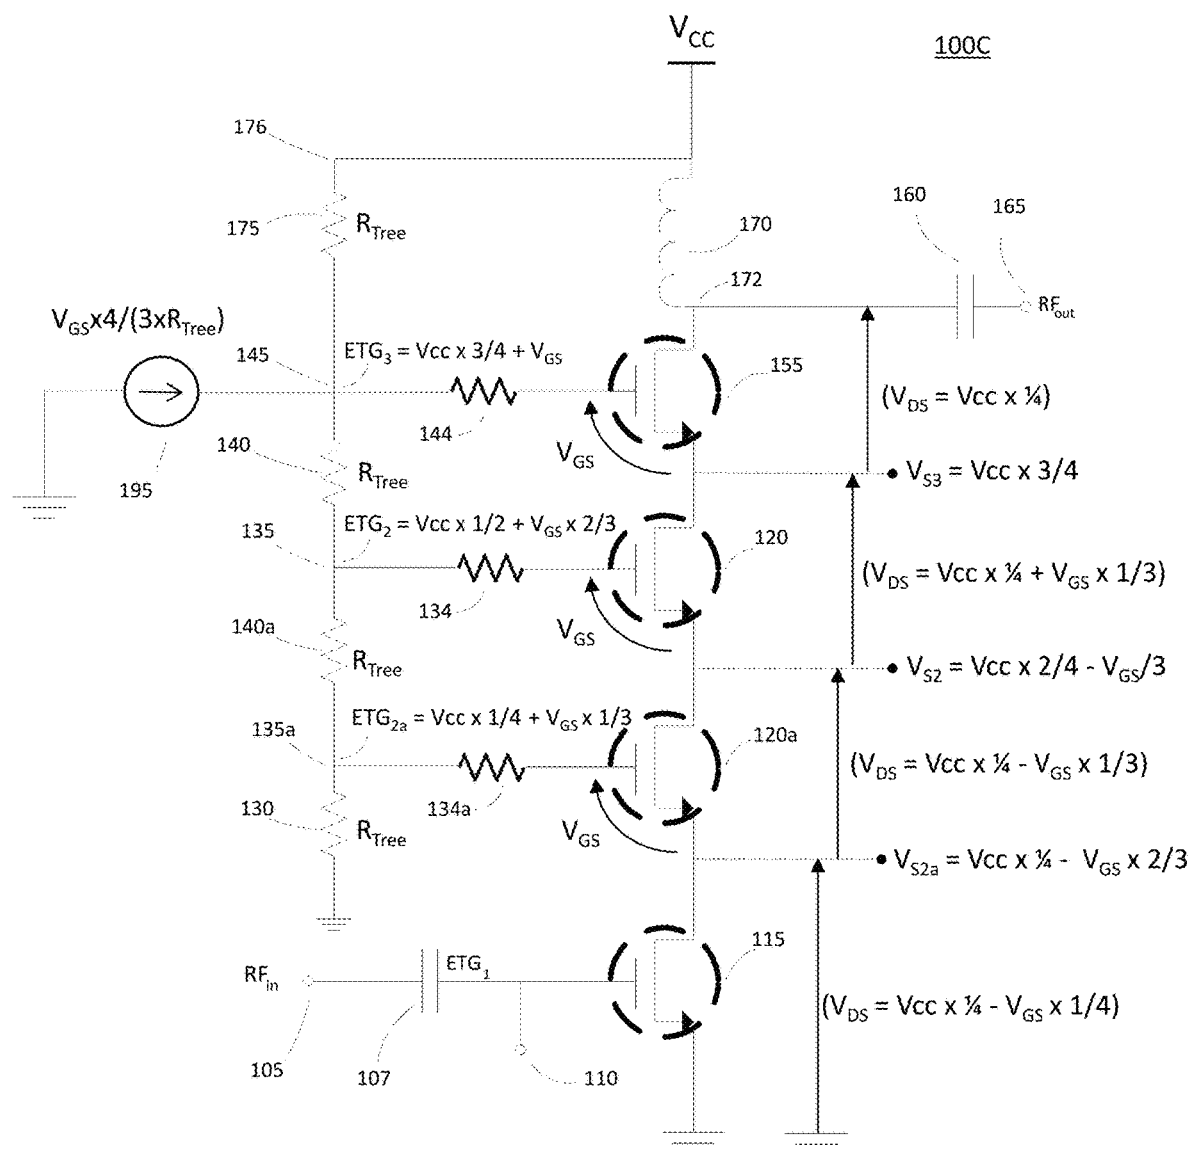 V_CC
100C
176
175
R_Tree
170
160
165
172
RF_out
V_GS x4/(3xR_Tree)
145
ETG_3 = Vcc x 3/4 + V_GS
155
(V_DS = Vcc x ¼)
144
V_GS
140
R_Tree
195
V_S3 = Vcc x 3/4
135
ETG_2 = Vcc x 1/2 + V_GS x 2/3
120
(V_DS = Vcc x ¼ + V_GS x 1/3)
134
V_GS
140a
R_Tree
V_S2 = Vcc x 2/4 - V_GS/3
135a
ETG_2a = Vcc x 1/4 + V_GS x 1/3
120a
(V_DS = Vcc x ¼ - V_GS x 1/3)
130
R_Tree
134a
V_GS
V_S2a = Vcc x ¼ - V_GS x 2/3
RF_in
ETG_1
115
(V_DS = Vcc x ¼ - V_GS x 1/4)
105
107
110